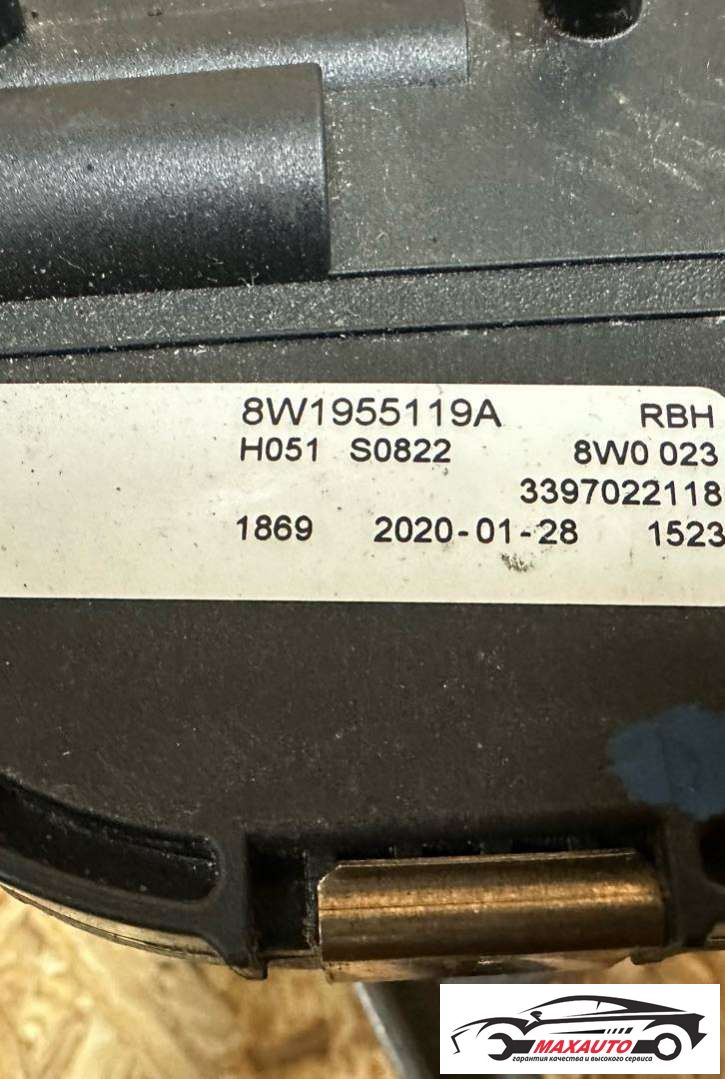 8W1955119A RBH
H051 S0822 8W0 023
3397022118
1869 2020-01-28 1523
MAXAUTO
гарантия качества и высокого сервиса